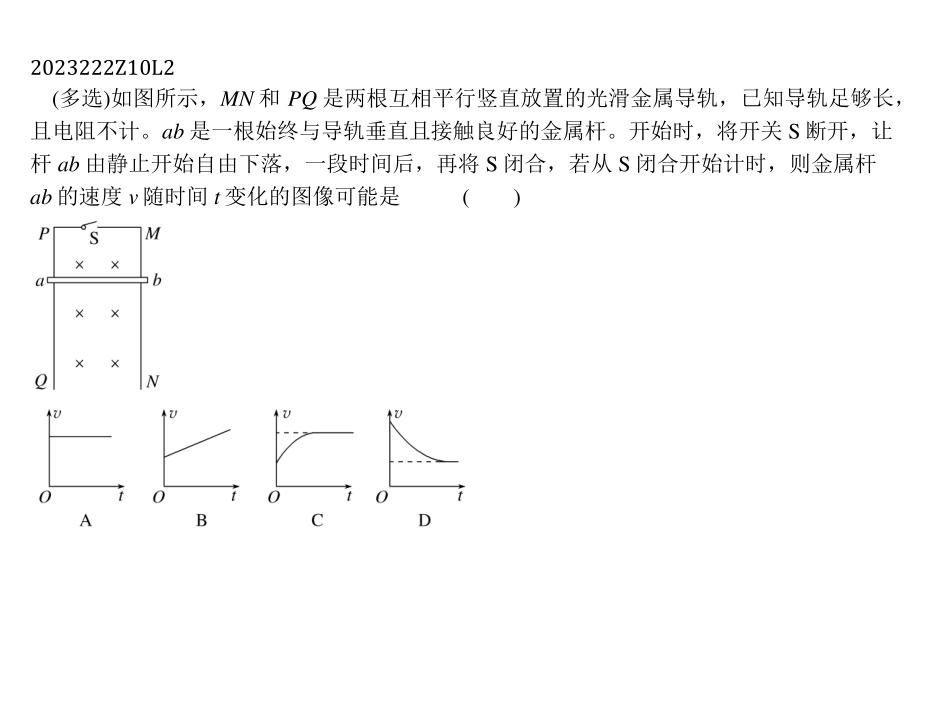 2023222Z10L2
(多选)如图所示，MN 和 PQ 是两根互相平行竖直放置的光滑金属导轨，已知导轨足够长，
且电阻不计。ab 是一根始终与导轨垂直且接触良好的金属杆。开始时，将开关 S 断开，让
杆 ab 由静止开始自由下落，一段时间后，再将 S 闭合，若从 S 闭合开始计时，则金属杆
ab 的速度 v 随时间 t 变化的图像可能是 ( )
P S M
a b
Q N
v v v v
O t O t O t O t
A B C D